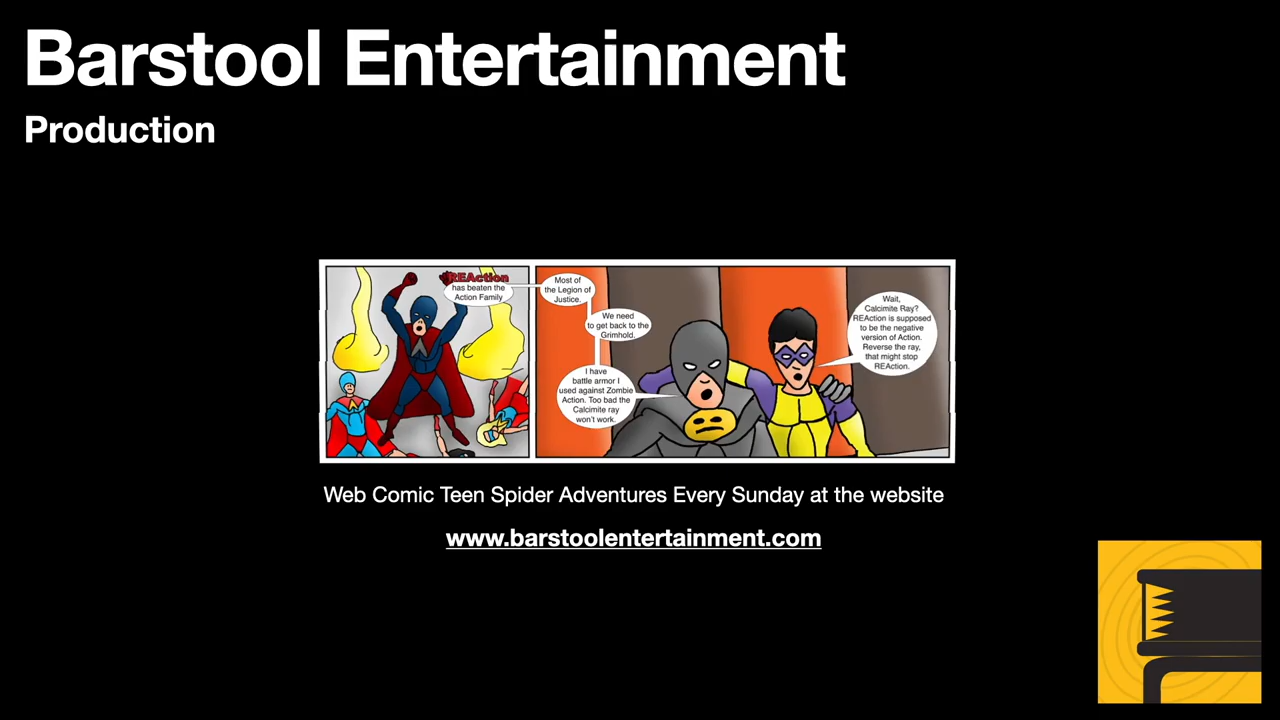 Barstool Entertainment
Production
REAction
has beaten the
Action Family
Most of
the Legion of
Justice.
We need
to get back to the
Grimhold.
I have
battle armor I
used against Zombie
Action. Too bad the
Calcimite ray
won't work.
Wait,
Calcimite Ray?
REAction is supposed
to be the negative
version of Action.
Reverse the ray,
that might stop
REAction.
Web Comic Teen Spider Adventures Every Sunday at the website
www.barstoolentertainment.com